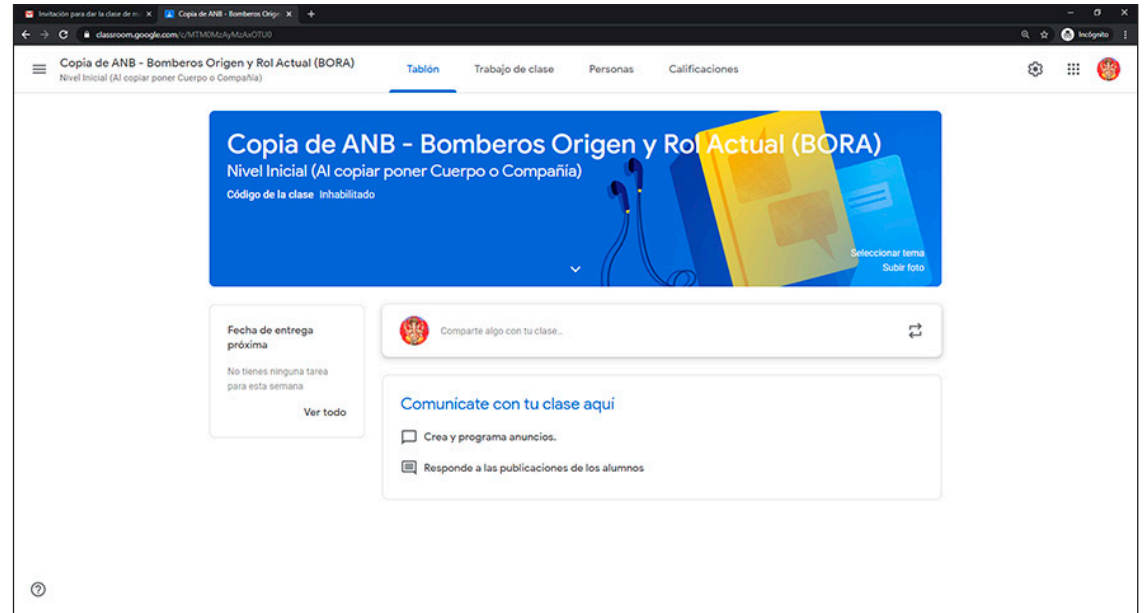 Invitación para dar la clase de m
Copia de ANB - Bomberos Orige
classroom.google.com/c/MTM0MzAyMzAxOTU0
Incógnito
Copia de ANB - Bomberos Origen y Rol Actual (BORA)
Nivel Inicial (Al copiar poner Cuerpo o Compañía)
Tablón
Trabajo de clase
Personas
Calificaciones
Copia de ANB - Bomberos Origen y Rol Actual (BORA)
Nivel Inicial (Al copiar poner Cuerpo o Compañía)
Código de la clase Inhabilitado
Seleccionar tema
Subir foto
Fecha de entrega
próxima
No tienes ninguna tarea
para esta semana
Ver todo
Comparte algo con tu clase...
Comunícate con tu clase aquí
Crea y programa anuncios.
Responde a las publicaciones de los alumnos